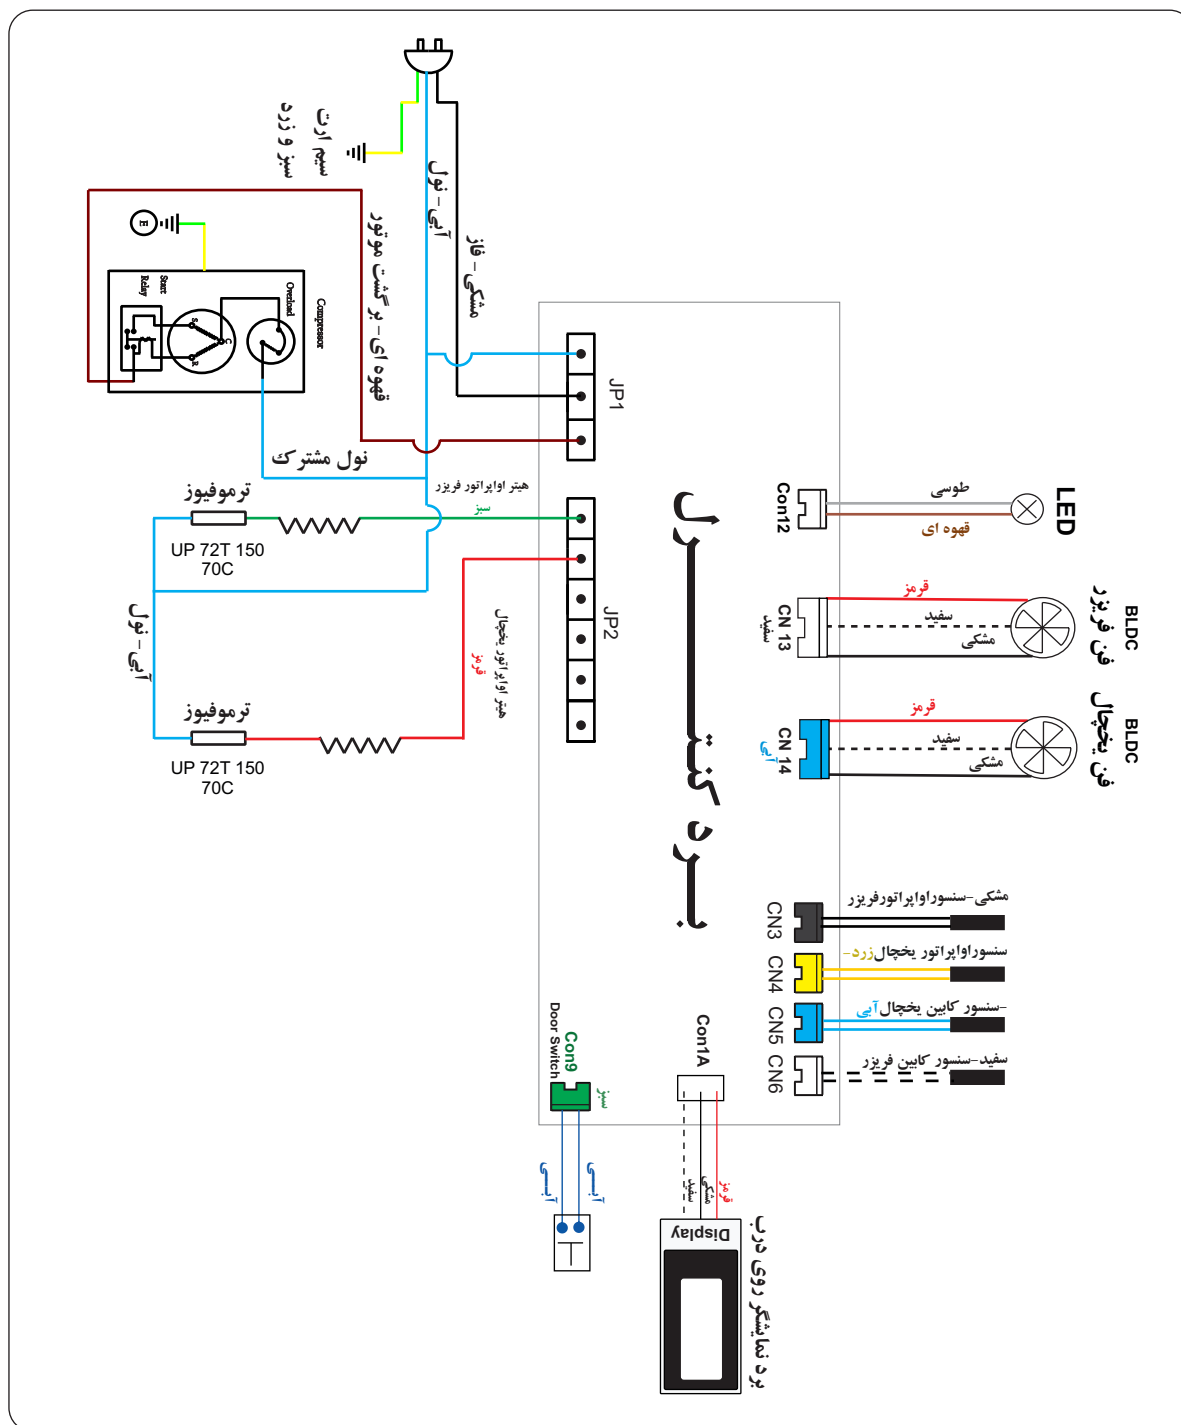 سیم ارت
سبز و زرد
آبی - نول
مشکی - فاز
قهوه ای - برگشت موتور
E
Start
Relay
Overload
Compressor
S
C
R
نول مشترک
JP1
هیتر اواپراتور فریزر
سبز
ترموفیوز
UP 72T 150
70C
آبی - نول
هیتر اواپراتور یخچال
قرمز
ترموفیوز
UP 72T 150
70C
JP2
برد کنترل
Con12
طوسی
قهوه ای
LED
CN 13
سفید
قرمز
سفید
مشکی
BLDC
فن فریزر
CN 14
آبی
قرمز
سفید
مشکی
BLDC
فن یخچال
CN3
مشکی-سنسوراواپراتورفریزر
CN4
سنسوراواپراتور یخچال زرد-
CN5
-سنسور کابین یخچال آبی
CN6
سفید-سنسور کابین فریزر
Con9
Door Switch
سبز
آبی
آبی
Con1A
سفید
مشکی
قرمز
Display
برد نمایشگر روی درب